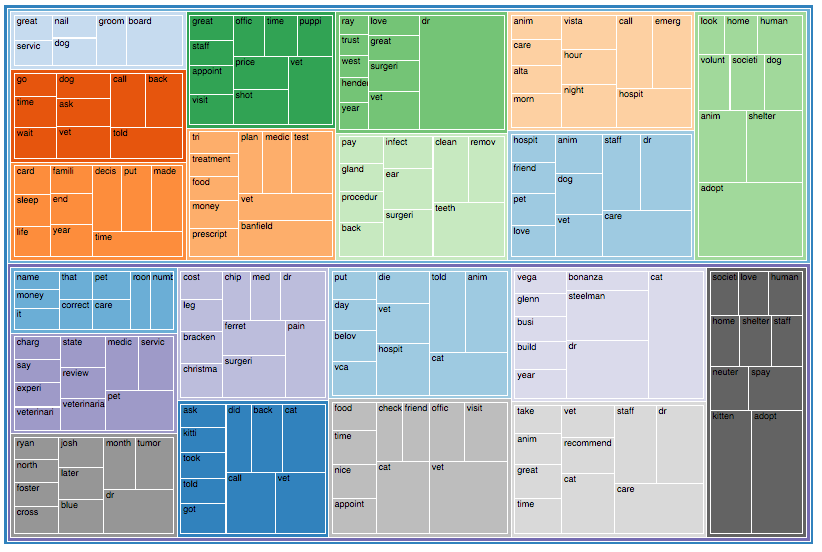 great
nail
groom
board
servic
dog
go
dog
call
back
time
ask
wait
vet
told
card
famili
decis
put
made
sleep
end
life
year
time
great
offic
time
puppi
staff
price
vet
appoint
visit
shot
tri
plan
medic
test
treatment
food
vet
money
prescript
banfield
ray
love
dr
trust
great
west
surgeri
year
vet
pay
infect
clean
remov
gland
ear
procedur
surgeri
teeth
back
anim
vista
call
emerg
care
hour
alta
morn
night
hospit
hospit
anim
staff
dr
friend
dog
pet
love
vet
care
look
home
human
volunt
societi
dog
anim
shelter
adopt
name
that
pet
money
it
correct
care
charg
state
medic
servic
say
review
experi
pet
veterinari
ryan
josh
month
tumor
north
later
foster
cross
blue
dr
cost
chip
med
dr
leg
ferret
pain
bracken
surgeri
christma
ask
did
back
cat
kitti
took
told
call
vet
got
put
die
told
anim
day
vet
belov
hospit
vca
cat
food
check
friend
offic
visit
time
nice
cat
vet
appoint
vega
bonanza
cat
glenn
steelman
busi
build
dr
year
take
vet
staff
dr
anim
recommend
great
cat
care
time
love
human
home
shelter
staff
neuter
spay
kitten
adopt